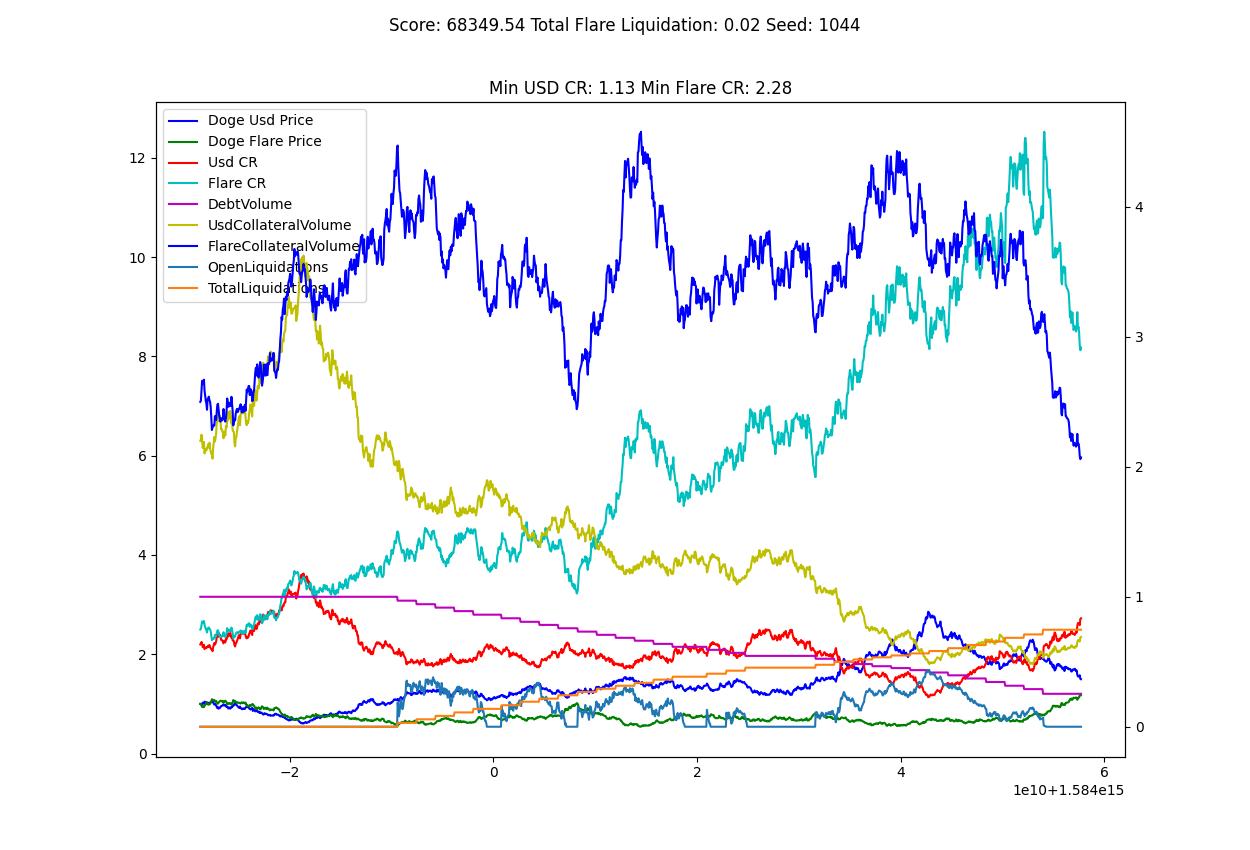 Score: 68349.54 Total Flare Liquidation: 0.02 Seed: 1044
Min USD CR: 1.13 Min Flare CR: 2.28
Doge Usd Price
Doge Flare Price
Usd CR
Flare CR
DebtVolume
UsdCollateralVolume
FlareCollateralVolume
OpenLiquidations
TotalLiquidations
12
10
8
6
4
2
0
4
3
2
1
0
−2
0
2
4
6
1e10+1.584e15